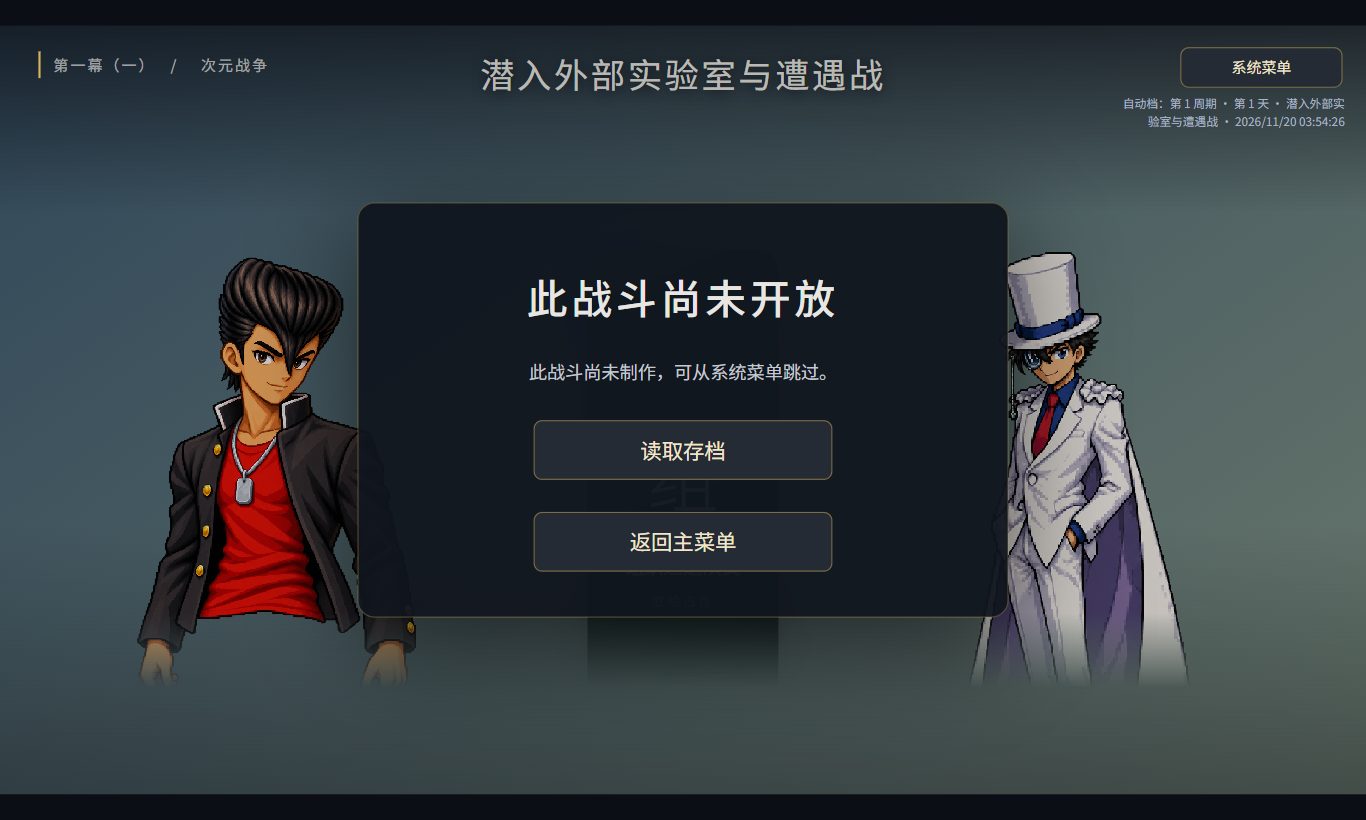 第一幕（一） / 次元战争
潜入外部实验室与遭遇战
系统菜单
自动档：第 1 周期 · 第 1 天 · 潜入外部实
验室与遭遇战 · 2026/11/20 03:54:26
此战斗尚未开放
此战斗尚未制作，可从系统菜单跳过。
读取存档
组
返回主菜单